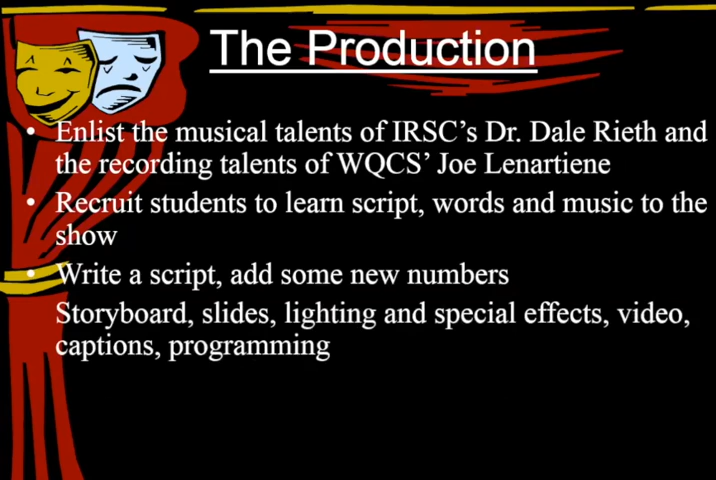 The Production
• Enlist the musical talents of IRSC's Dr. Dale Rieth and
the recording talents of WQCS' Joe Lenartiene
• Recruit students to learn script, words and music to the
show
• Write a script, add some new numbers
Storyboard, slides, lighting and special effects, video,
captions, programming